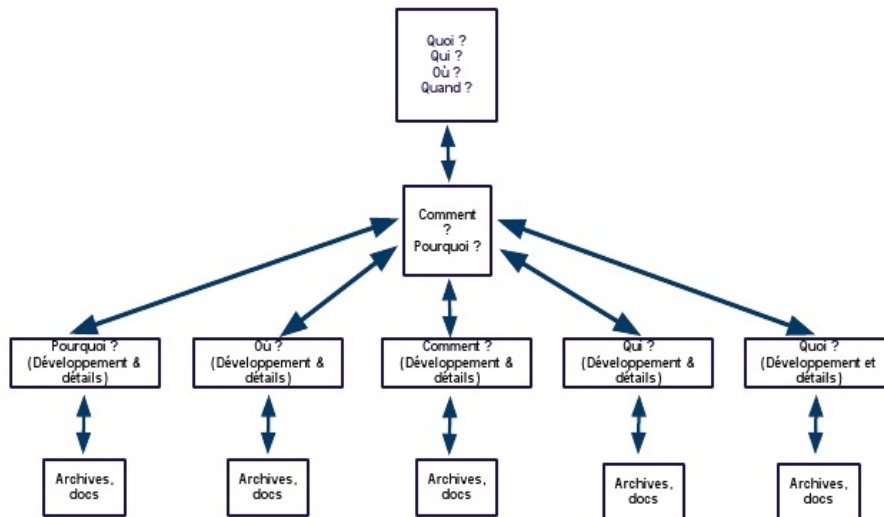 Quoi ?
Qui ?
Où ?
Quand ?
Comment
?
Pourquoi ?
Pourquoi ?
(Développement &
détails)
Où ?
(Développement &
détails)
Comment ?
(Développement &
détails)
Qui ?
(Développement &
détails)
Quoi ?
(Développement et
détails)
Archives,
docs
Archives,
docs
Archives,
docs
Archives,
docs
Archives,
docs